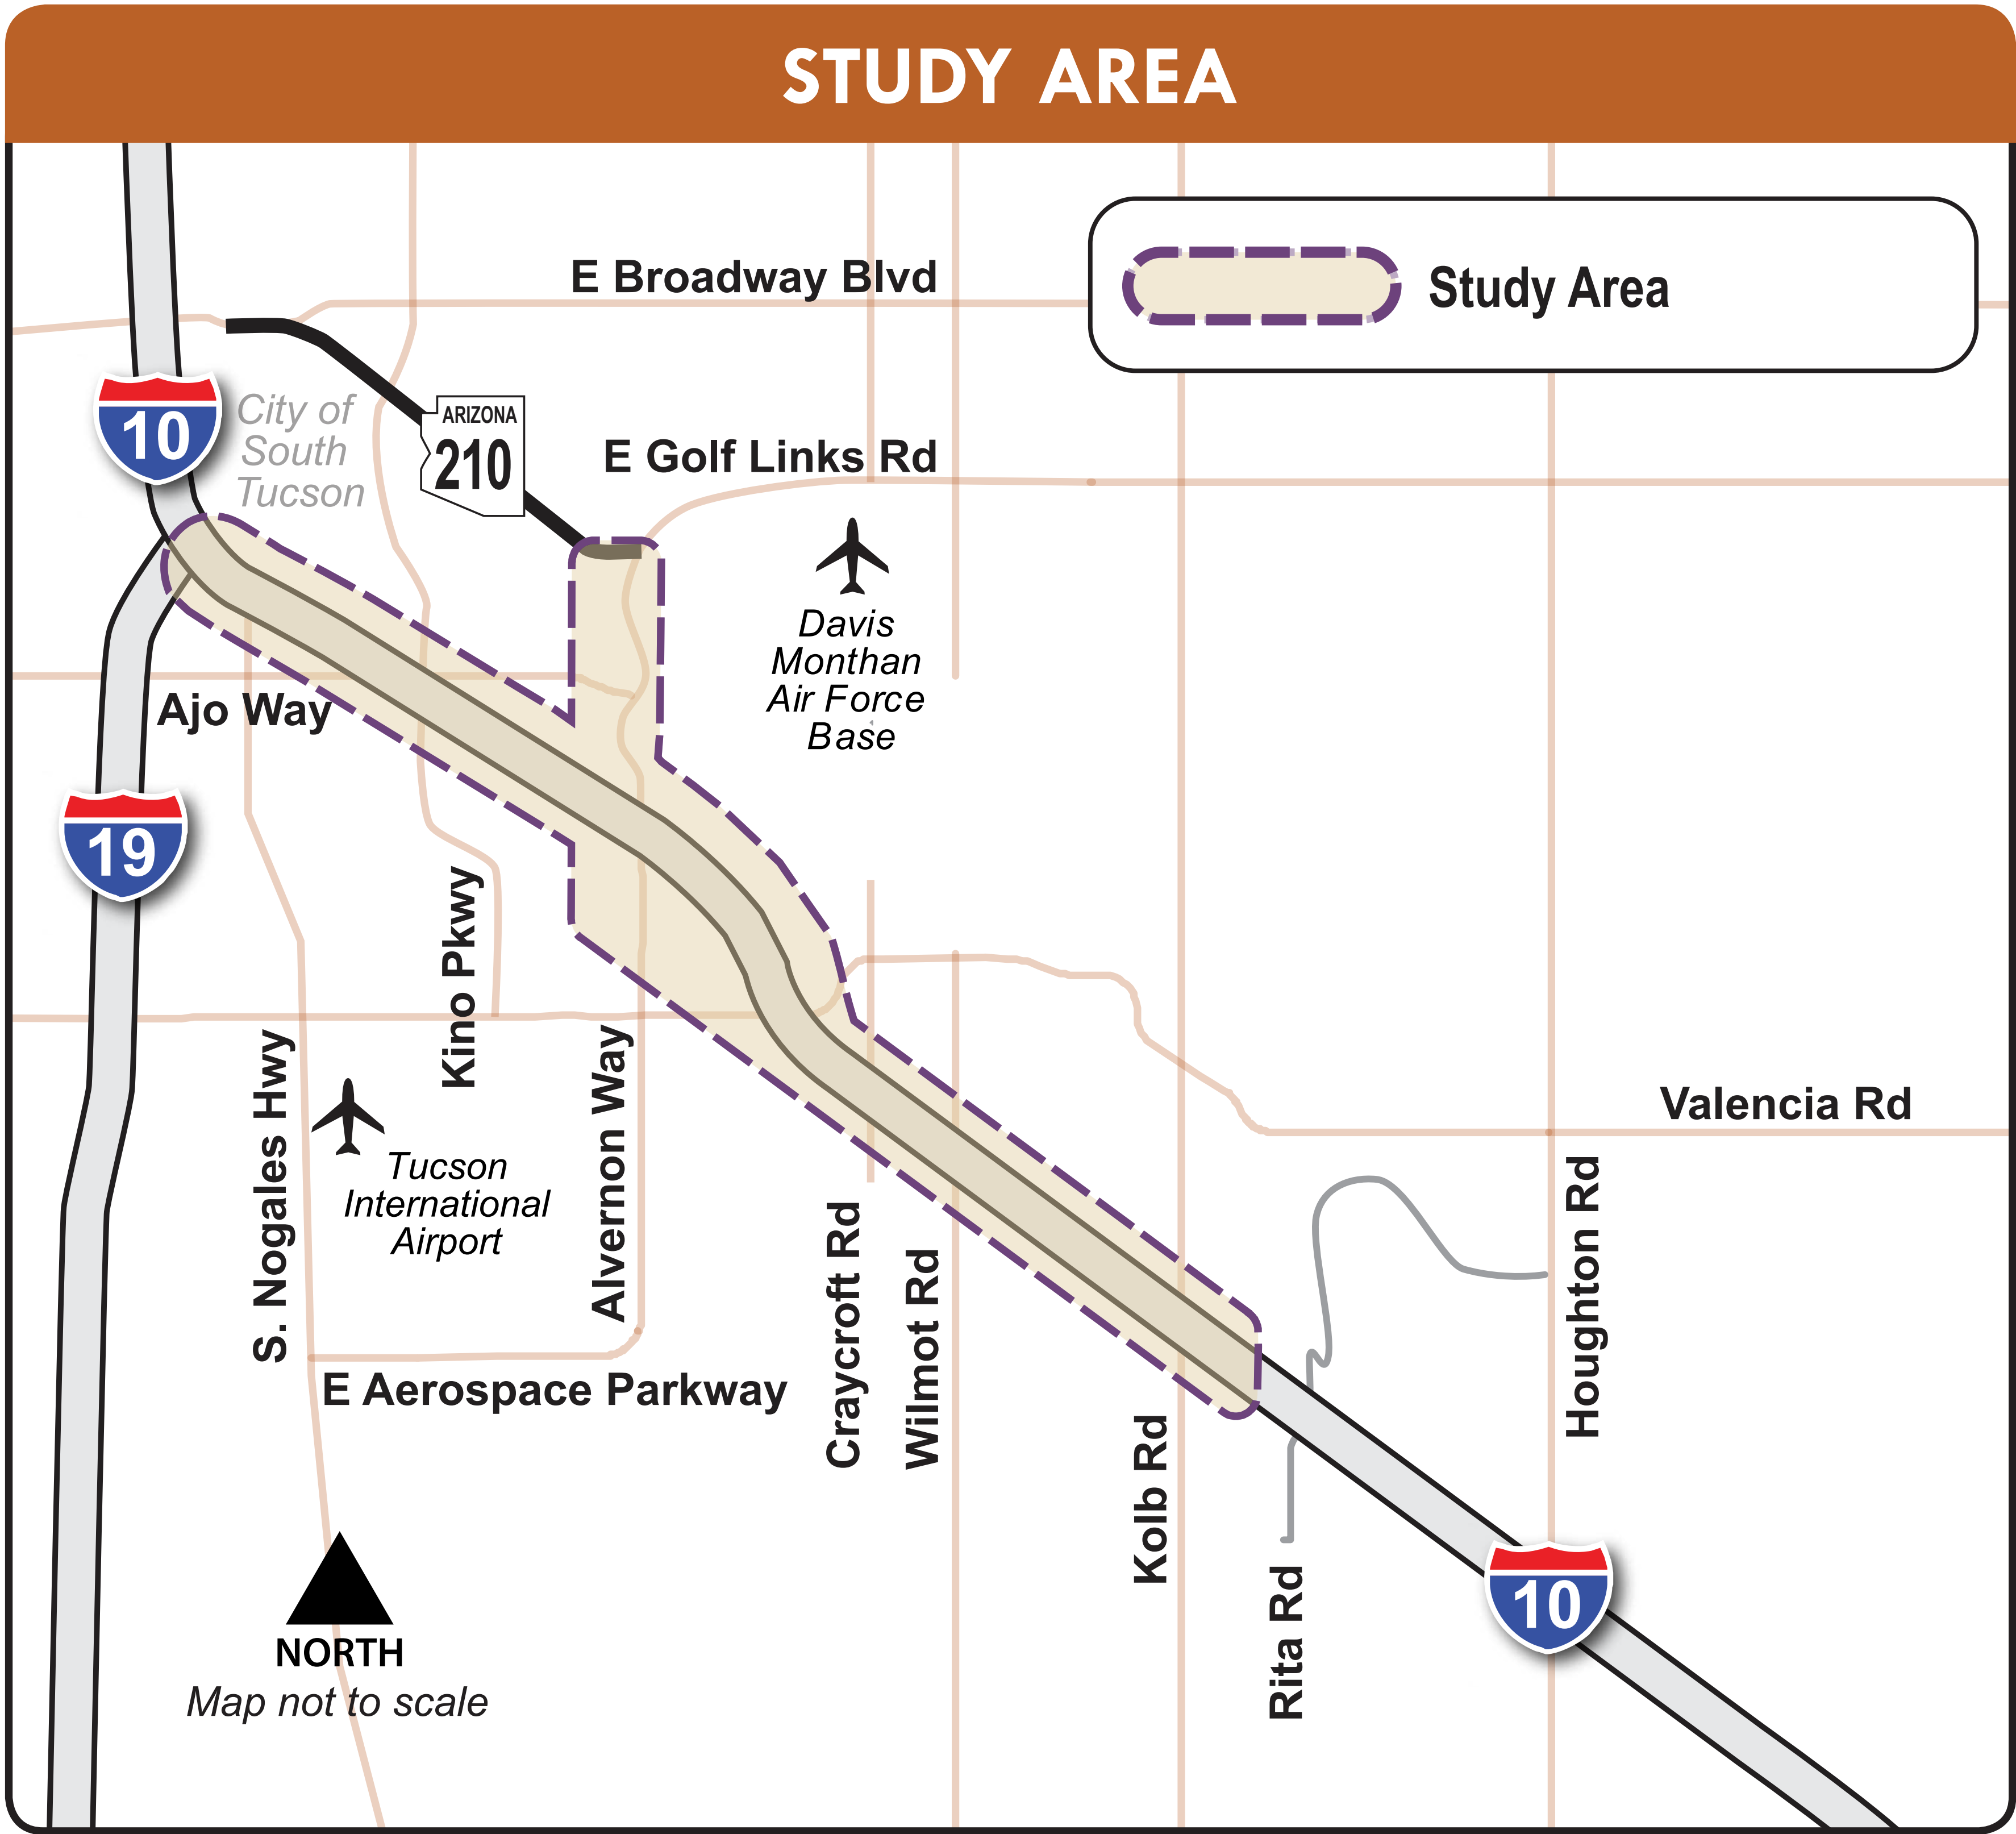 STUDY AREA
E Broadway Blvd
Study Area
10
City of
South
Tucson
ARIZONA
210
E Golf Links Rd
Davis
Monthan
Air Force
Base
Ajo Way
19
Kino Pkwy
S. Nogales Hwy
Alvernon Way
Valencia Rd
Tucson
International
Airport
Craycroft Rd
Wilmot Rd
Houghton Rd
E Aerospace Parkway
Kolb Rd
Rita Rd
10
NORTH
Map not to scale